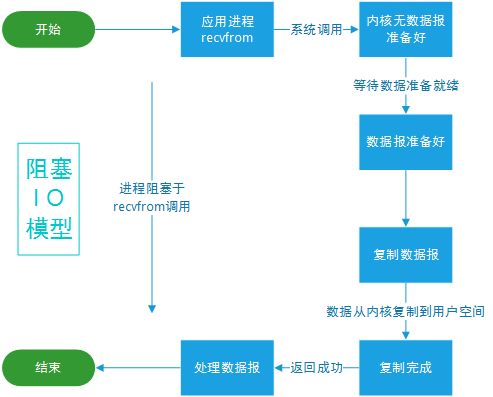 开始
应用进程
recvfrom
系统调用
内核无数据报
准备好
等待数据准备就绪
数据报准备好
阻塞
IO
模型
进程阻塞于
recvfrom调用
复制数据报
数据从内核复制到用户空间
结束
处理数据报
返回成功
复制完成